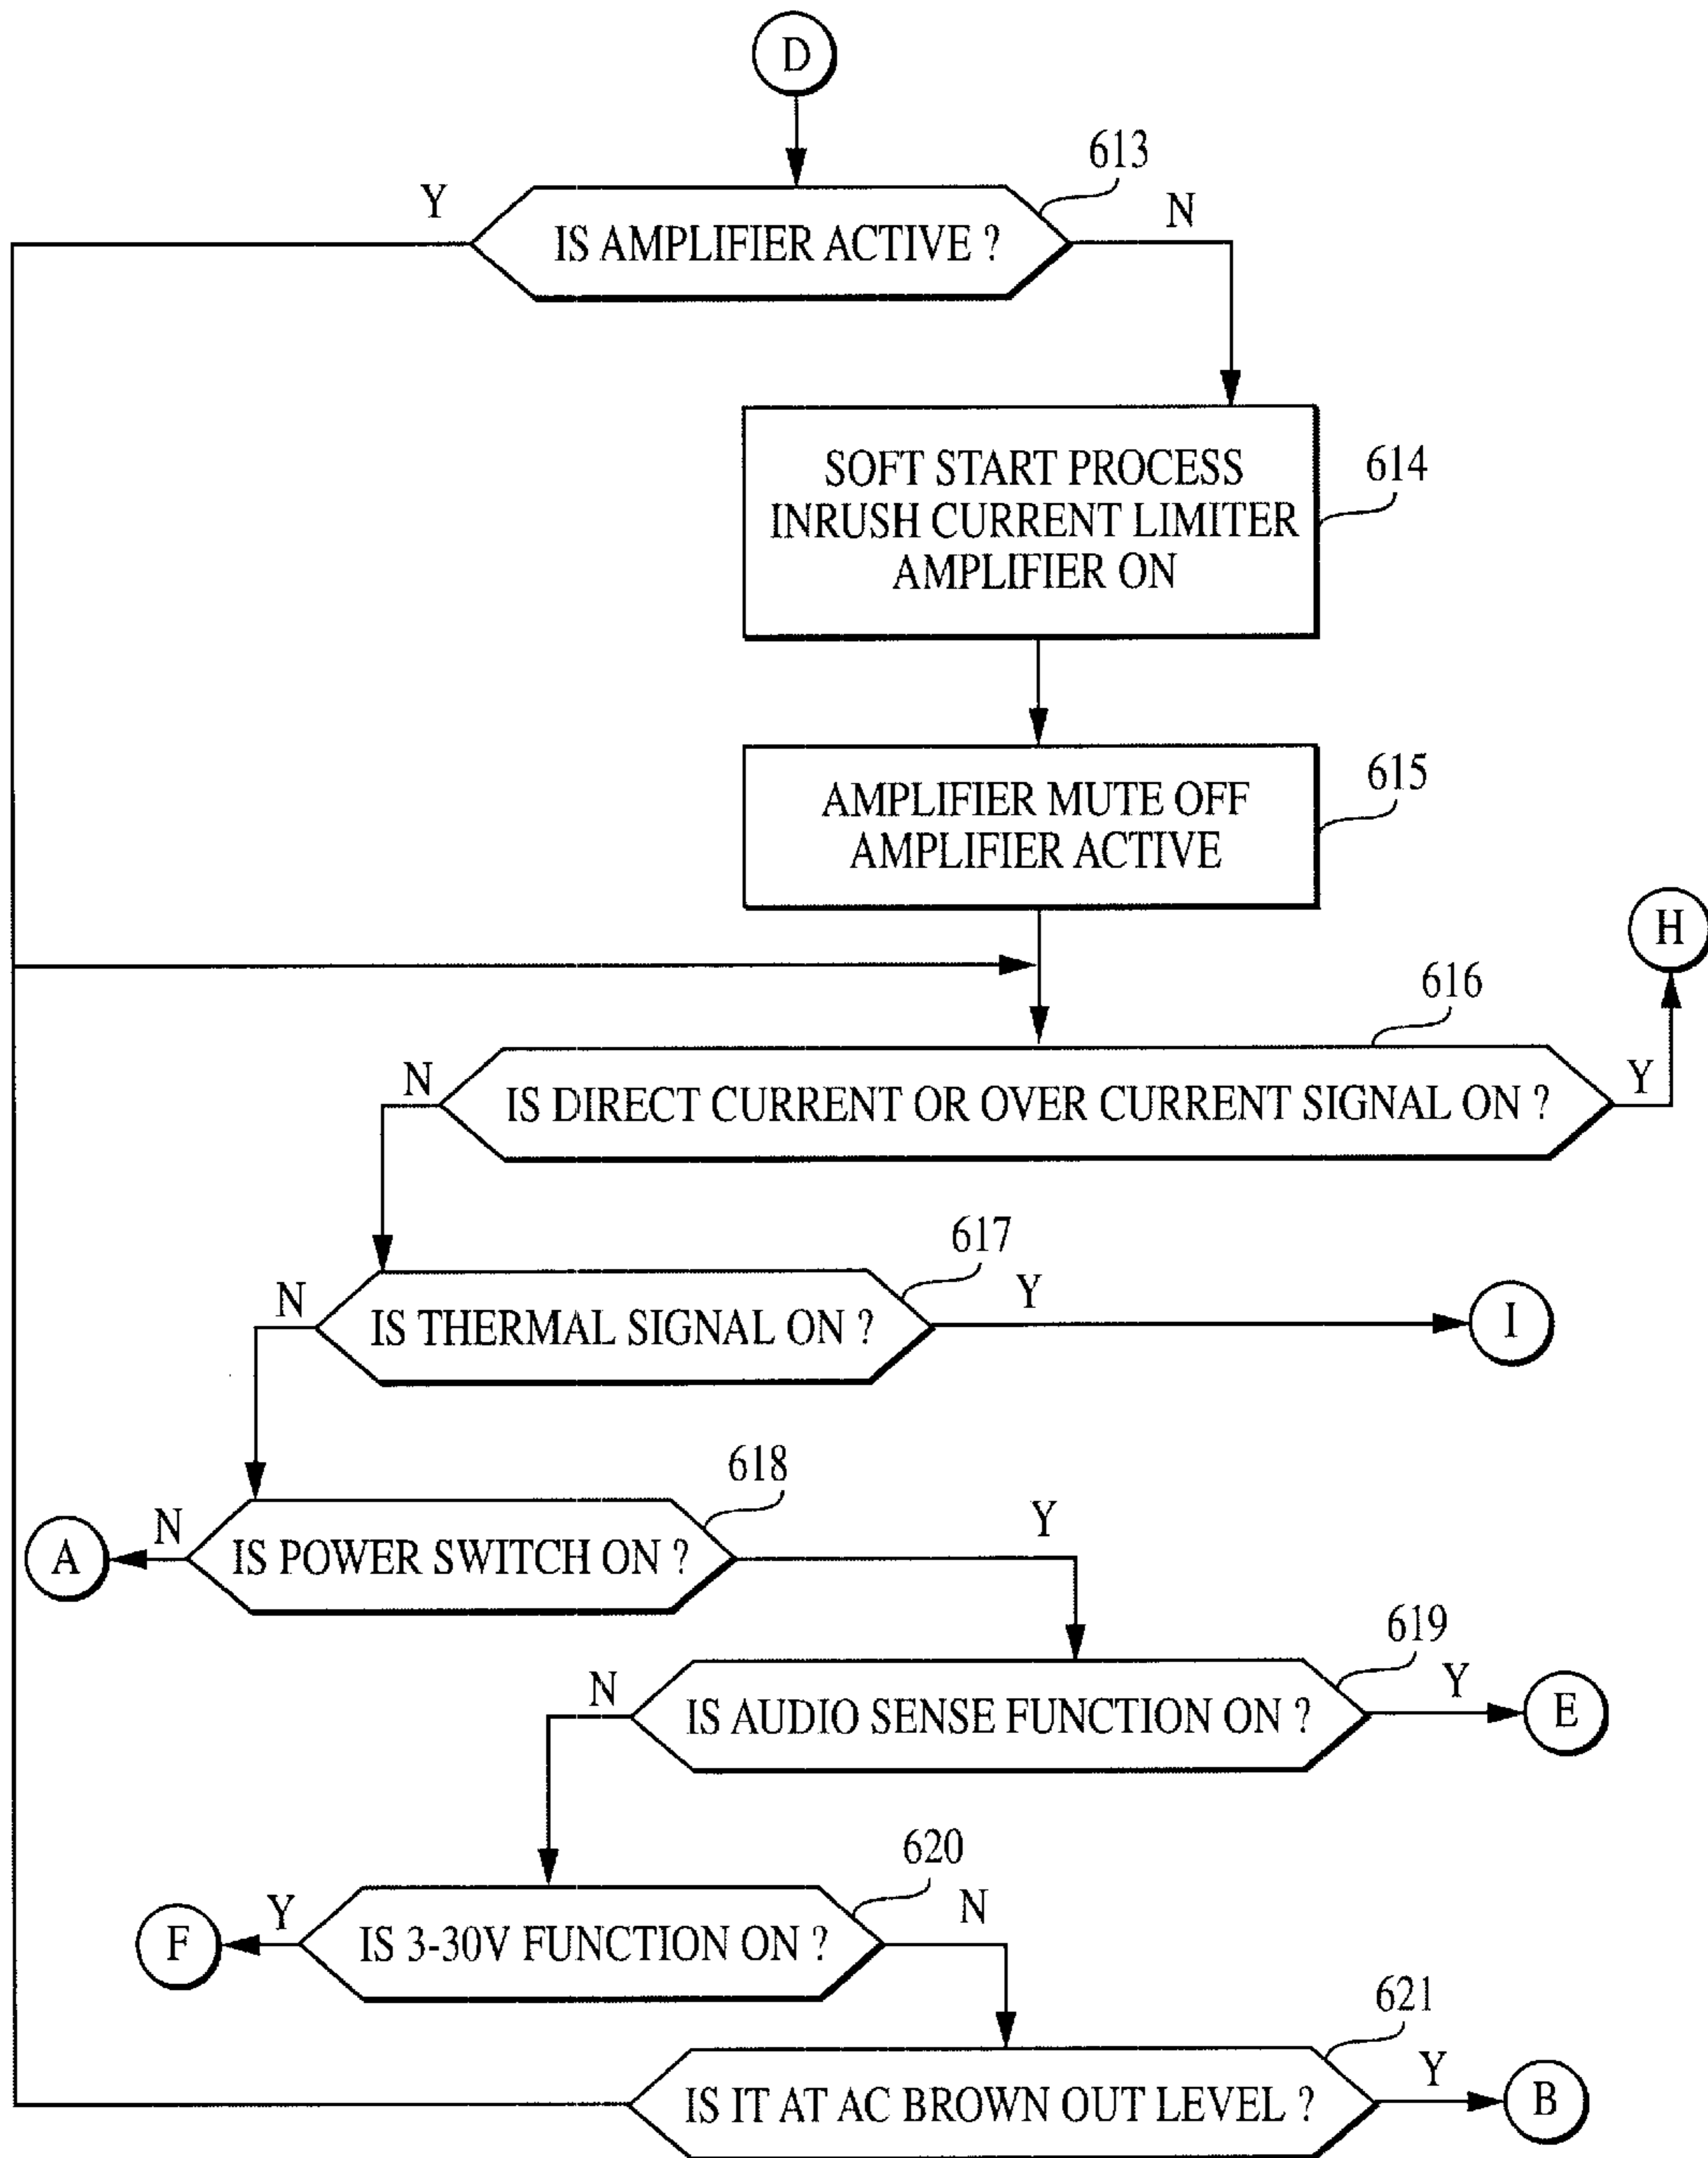 D
613
Y
N
IS AMPLIFIER ACTIVE ?
SOFT START PROCESS
INRUSH CURRENT LIMITER
AMPLIFIER ON
614
AMPLIFIER MUTE OFF
AMPLIFIER ACTIVE
615
H
616
N
IS DIRECT CURRENT OR OVER CURRENT SIGNAL ON ?
Y
617
N
IS THERMAL SIGNAL ON ?
Y
I
618
A
N
IS POWER SWITCH ON ?
Y
619
N
IS AUDIO SENSE FUNCTION ON ?
Y
E
620
F
Y
IS 3-30V FUNCTION ON ?
N
621
IS IT AT AC BROWN OUT LEVEL ?
Y
B